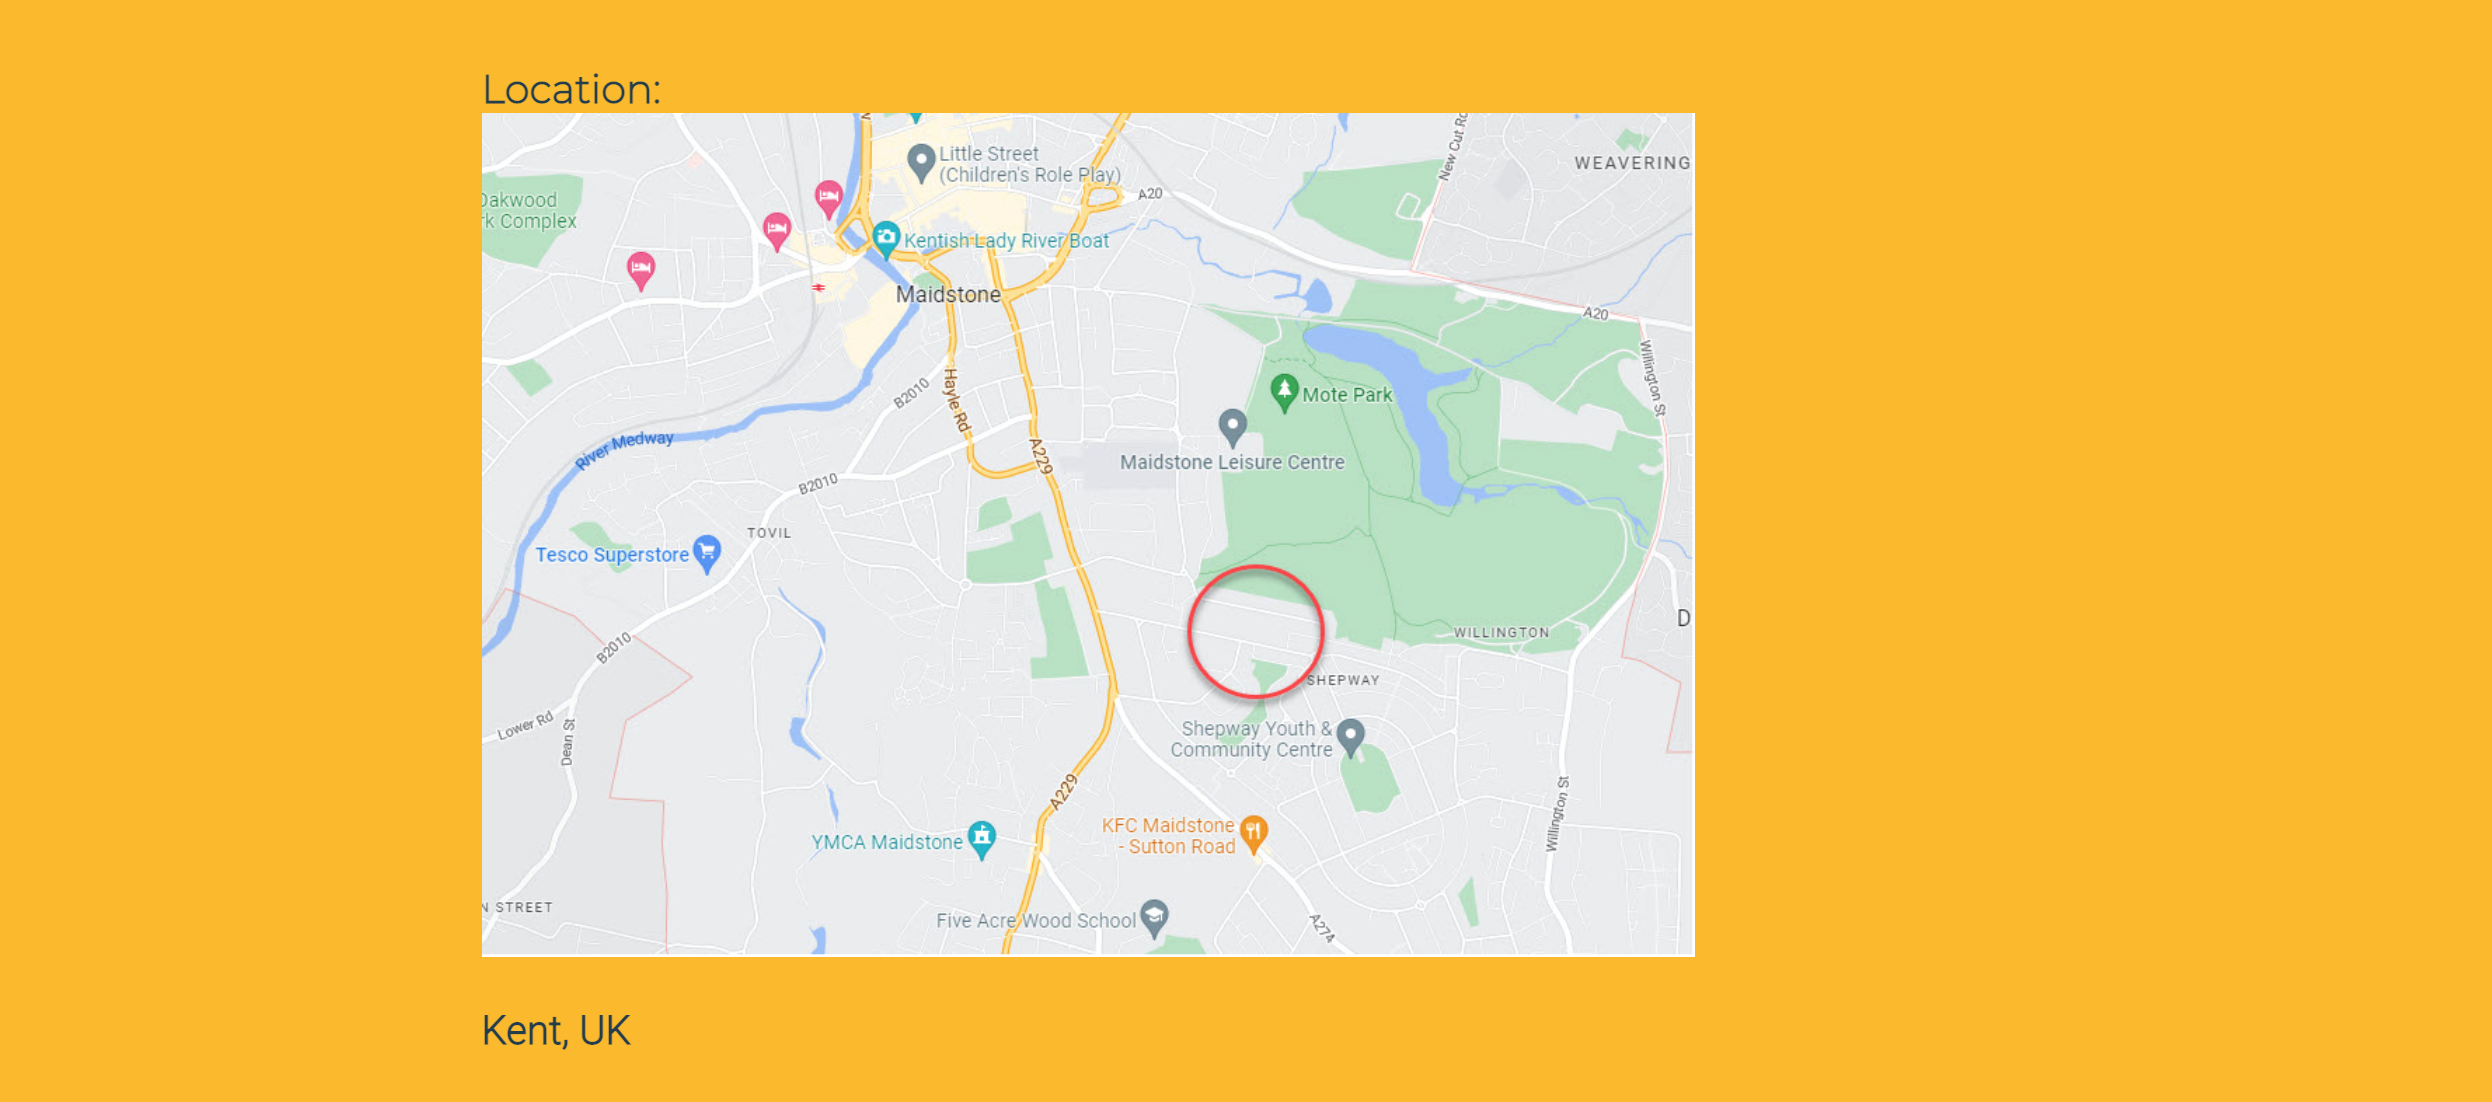 Location:
Little Street
(Children's Role Play)
WEAVERING
New Cut Rd
A20
Oakwood
rk Complex
Kentish Lady River Boat
Maidstone
A20
Willington St
B2010
Hayle Rd
Mote Park
A229
Maidstone Leisure Centre
River Medway
B2010
TOVIL
Tesco Superstore
D
WILLINGTON
B2010
SHEPWAY
Lower Rd
Dean St
Shepway Youth &
Community Centre
A229
Willington St
KFC Maidstone
- Sutton Road
YMCA Maidstone
N STREET
Five Acre Wood School
A274
Kent, UK